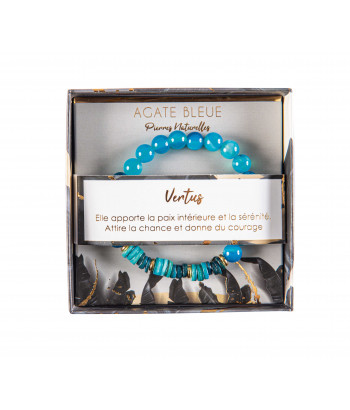 AGATE BLEUE
Pierres Naturelles
Vertus
Elle apporte la paix intérieure et la sérénité.
Attire la chance et donne du courage